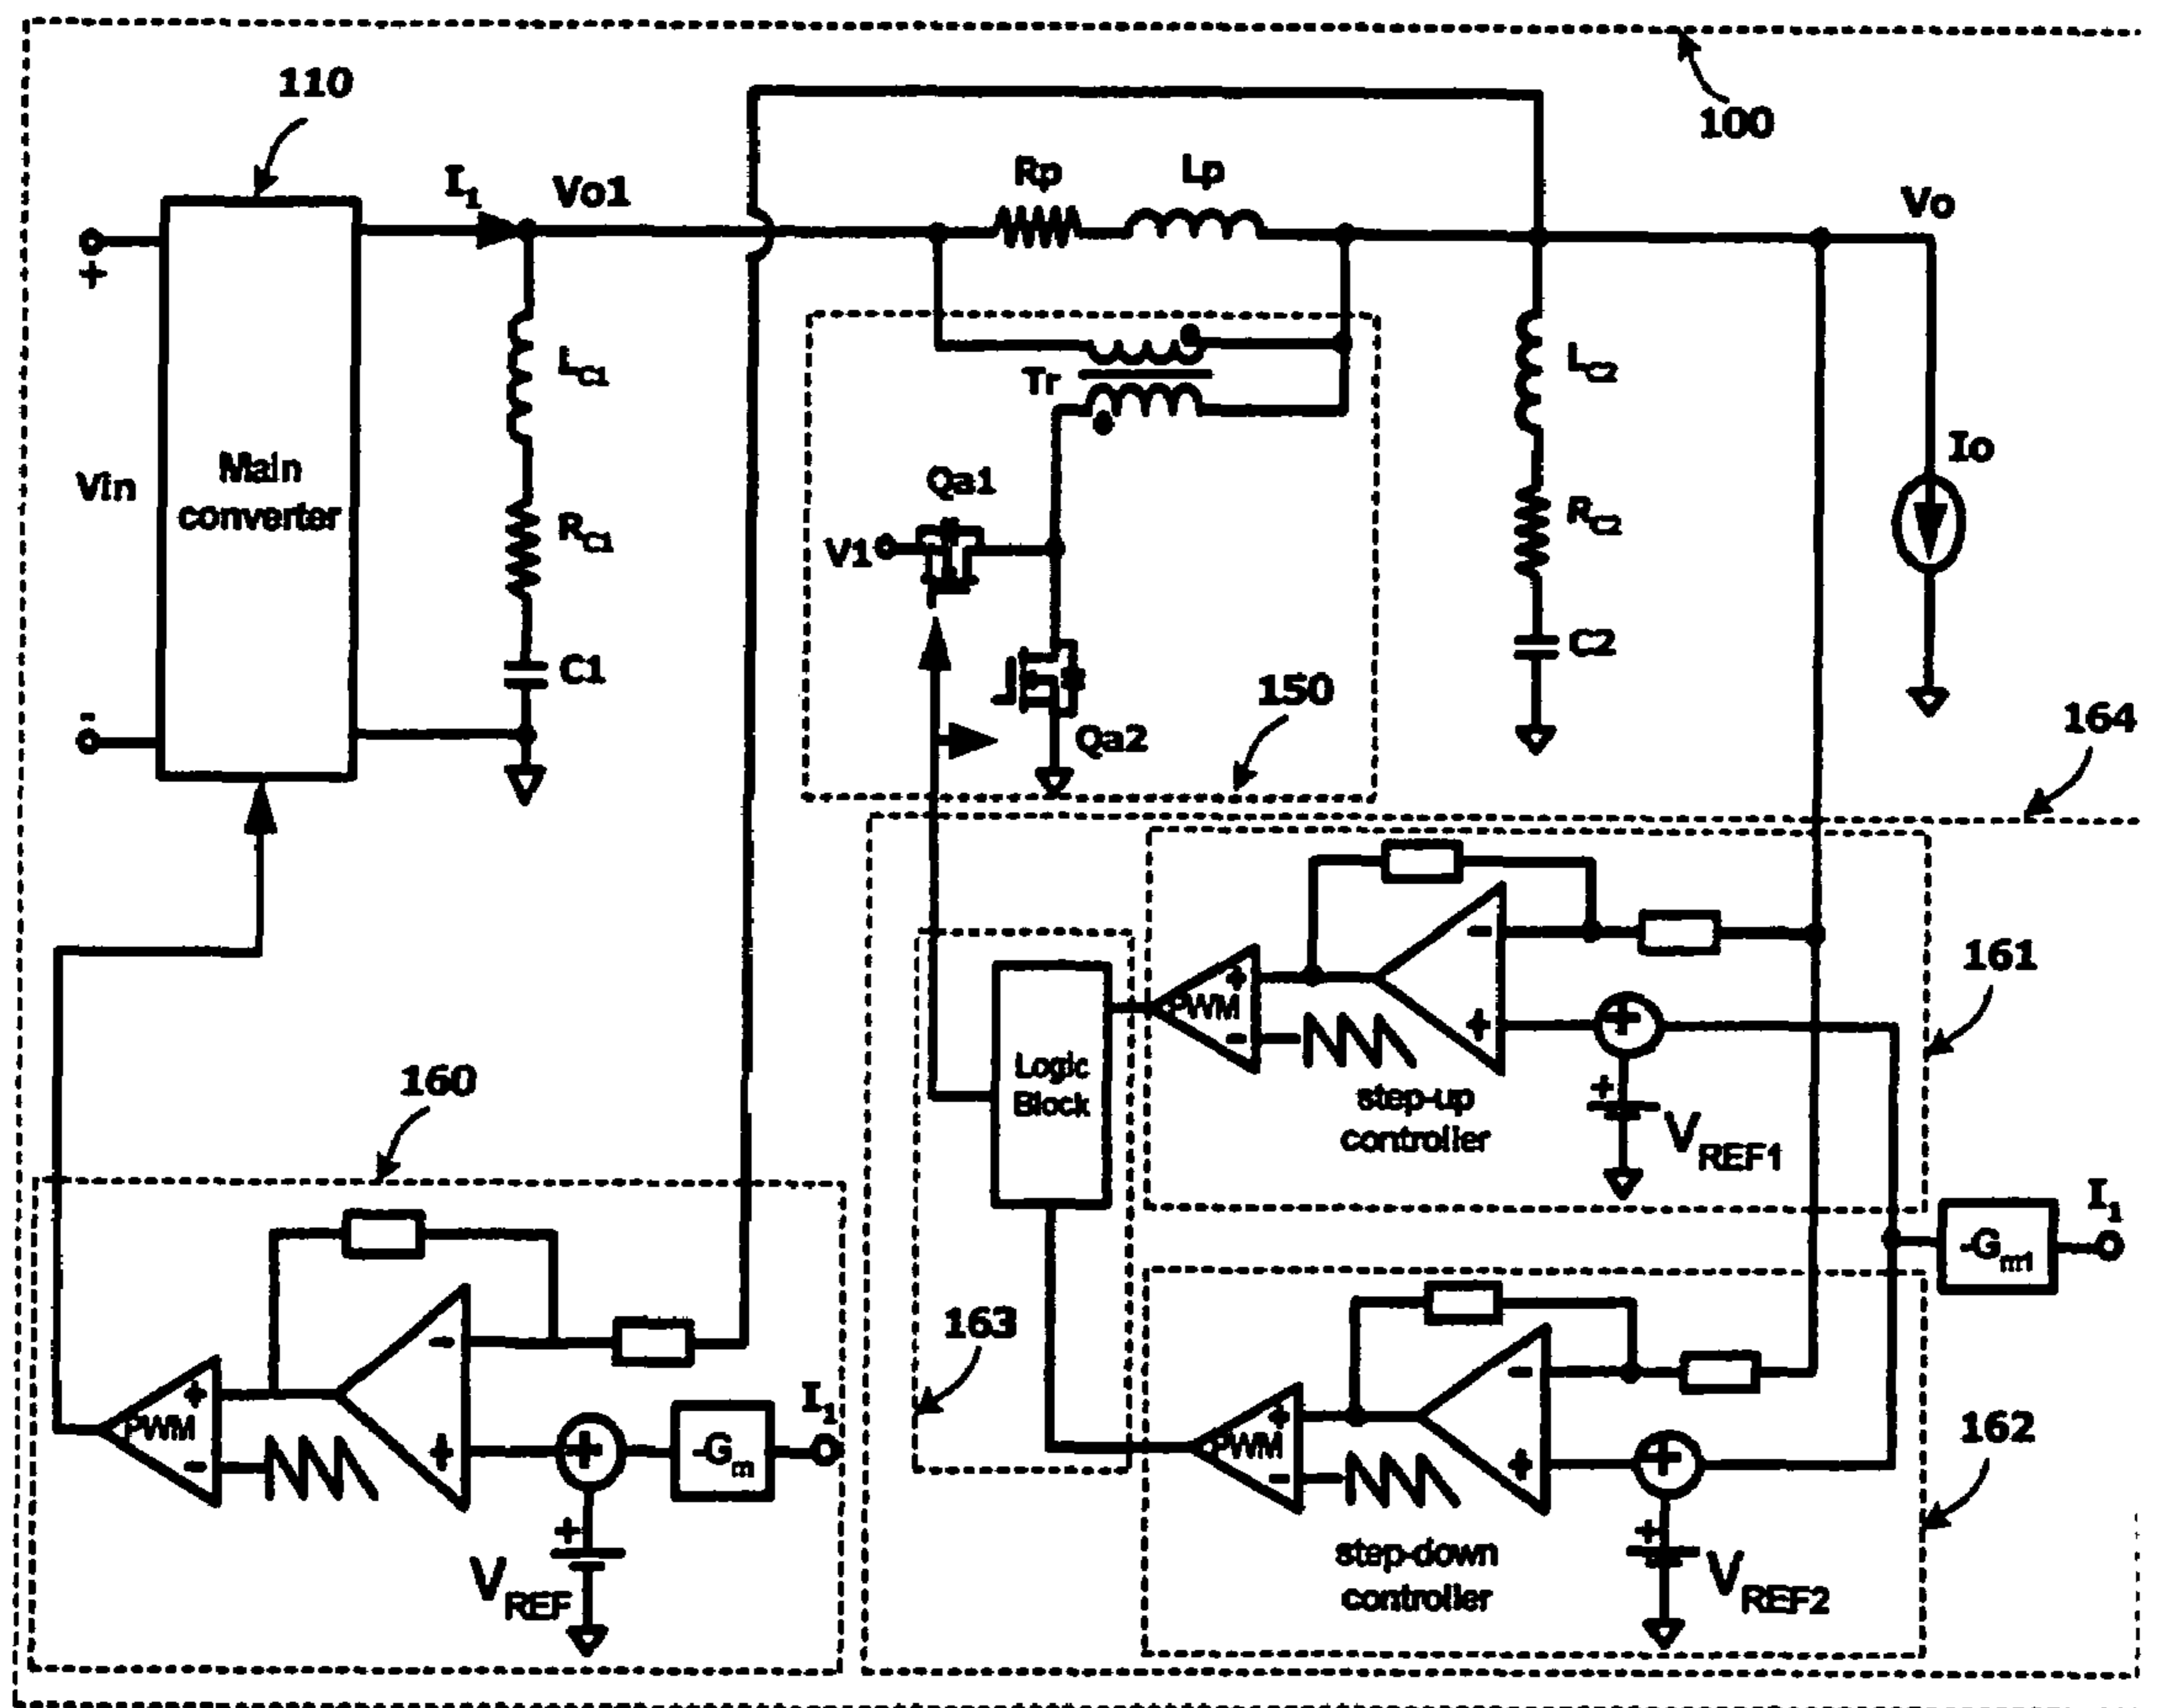 100
110
I1
Vo1
Rp
Lp
Vo
+
Vin
-
Main
converter
LC1
RC1
C1
Tr
Qa1
V1
Qa2
150
LC2
RC2
C2
Io
164
161
-
+
+
PWM
-
step-up
controller
+
VREF1
Logic
Block
163
160
-
+
+
PWM
-
+
-Gm
I1
+
VREF
-Gm1
I1
-
+
+
PWM
-
+
step-down
controller
+
VREF2
162